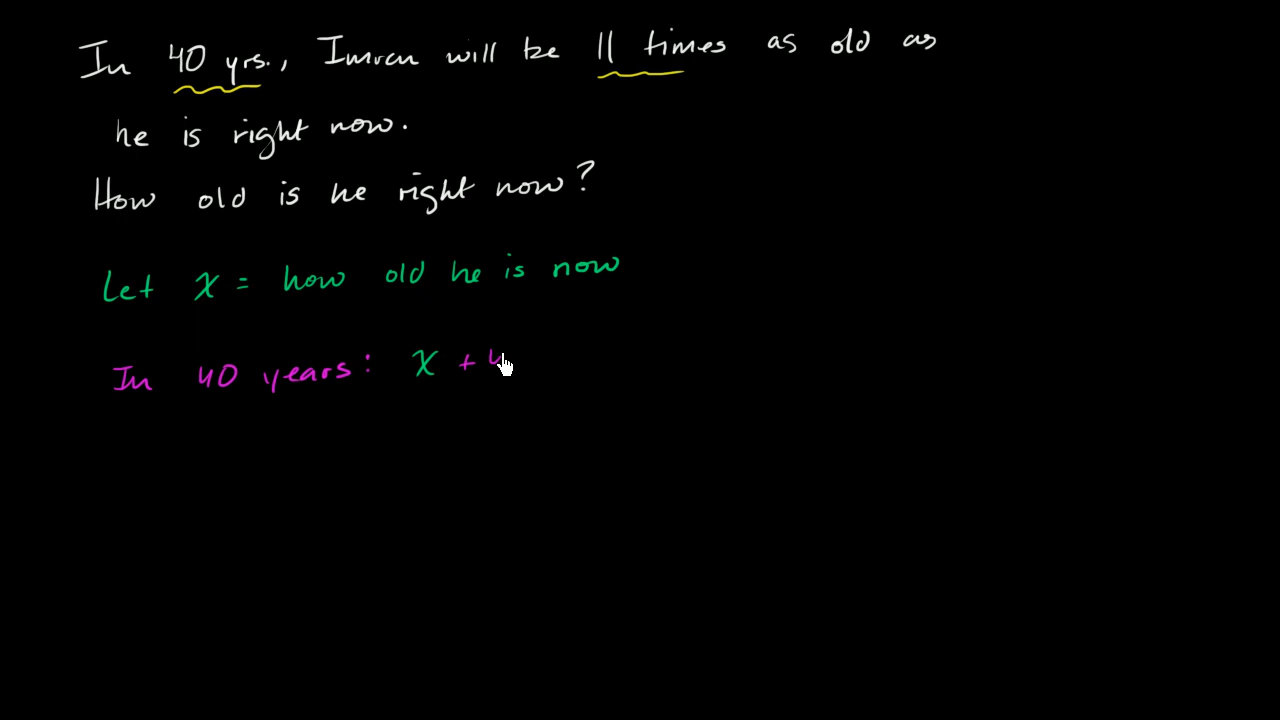 In 40 yrs., Imran will be 11 times as old as
he is right now.
How old is he right now?
Let x = how old he is now
In 40 years: x + 4